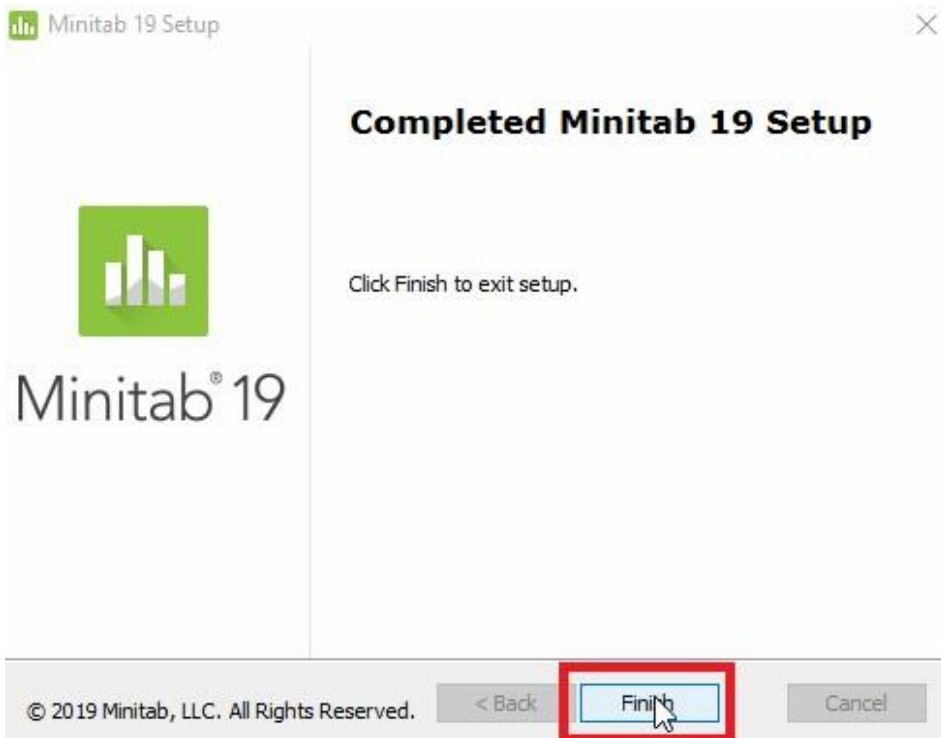 Minitab 19 Setup
Completed Minitab 19 Setup
Click Finish to exit setup.
Minitab® 19
© 2019 Minitab, LLC. All Rights Reserved.
< Back
Finish
Cancel